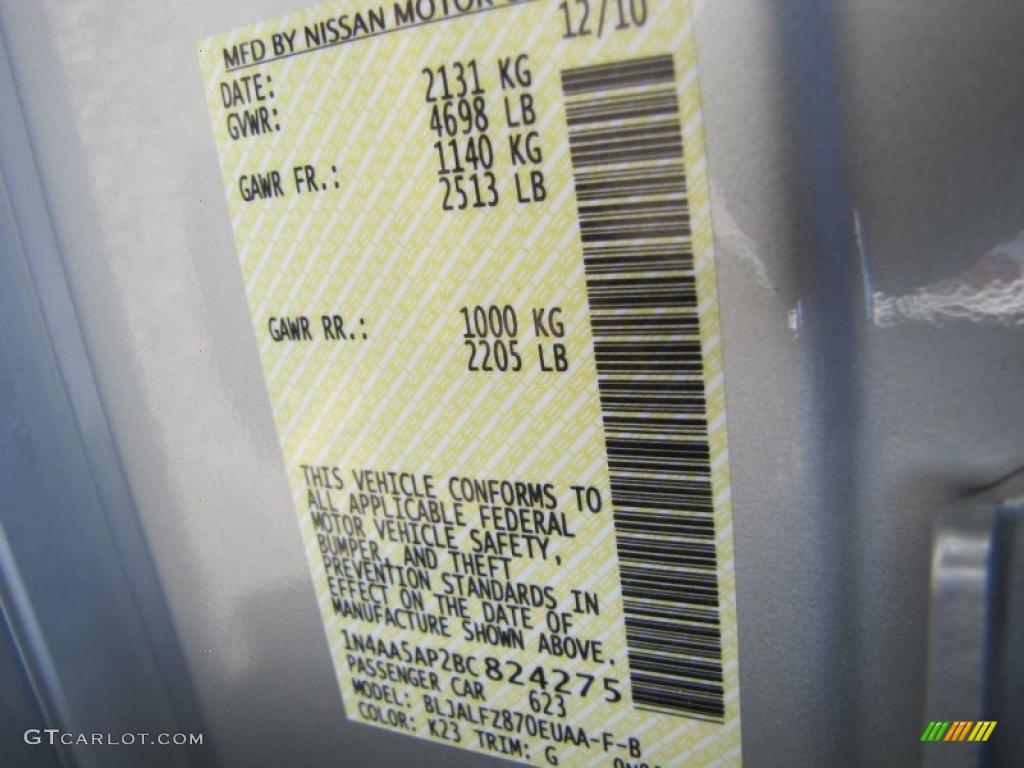 MFD BY NISSAN MOTOR
12/10
DATE:
GVWR: 2131 KG
4698 LB
GAWR FR.: 1140 KG
2513 LB
GAWR RR.: 1000 KG
2205 LB
THIS VEHICLE CONFORMS TO
ALL APPLICABLE FEDERAL
MOTOR VEHICLE SAFETY,
BUMPER, AND THEFT
PREVENTION STANDARDS IN
EFFECT ON THE DATE OF
MANUFACTURE SHOWN ABOVE.
1N4AA5AP2BC824275
PASSENGER CAR 623
MODEL: BLJALFZ870EUAA-F-B
COLOR: K23 TRIM: G
GTCARLOT.COM